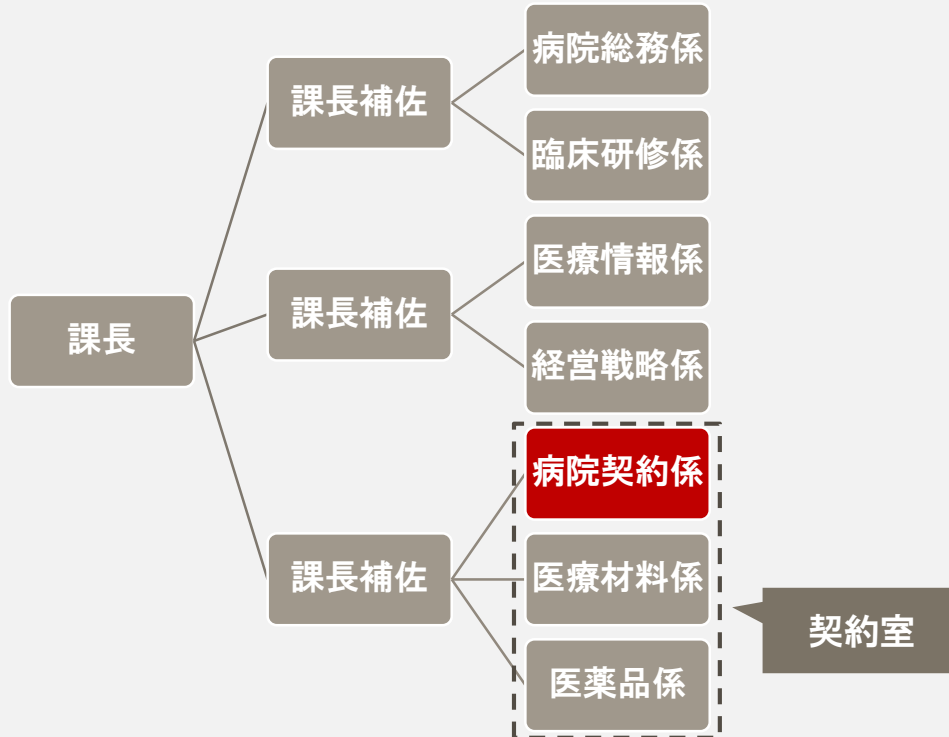 課長
課長補佐
病院総務係
臨床研修係
課長補佐
医療情報係
経営戦略係
課長補佐
病院契約係
医療材料係
医薬品係
契約室